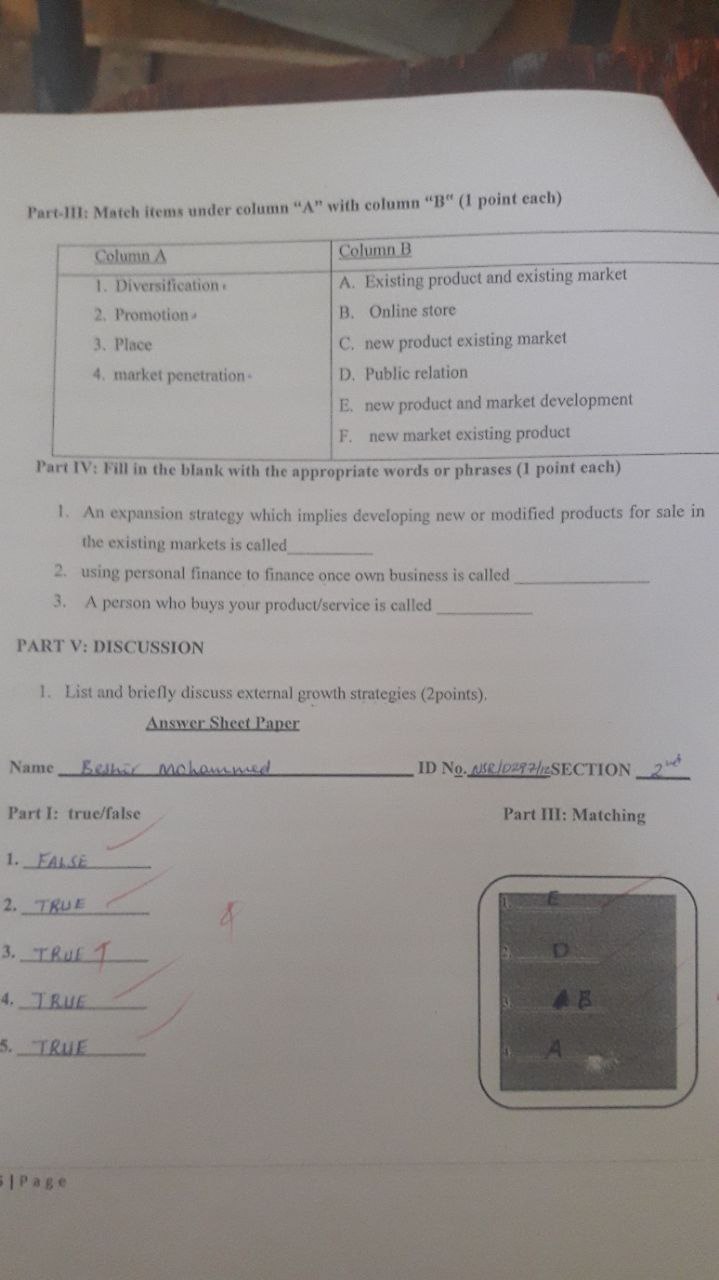 Part-III: Match items under column “A” with column “B“ (1 point each)
Column A
1. Diversification
2. Promotion
3. Place
4. market penetration
Column B
A. Existing product and existing market
B. Online store
C. new product existing market
D. Public relation
E. new product and market development
F. new market existing product
Part IV: Fill in the blank with the appropriate words or phrases (1 point each)
1. An expansion strategy which implies developing new or modified products for sale in
the existing markets is called__________
2. using personal finance to finance once own business is called __________
3. A person who buys your product/service is called __________
PART V: DISCUSSION
1. List and briefly discuss external growth strategies (2points).
Answer Sheet Paper
Name Beshir Mohammed ID No. NSR/0297/12 SECTION 2nd
Part I: true/false
1. FALSE
2. TRUE
3. TRUE
4. TRUE
5. TRUE
Part III: Matching
1. E
2. D
3. B
4. A
| Page